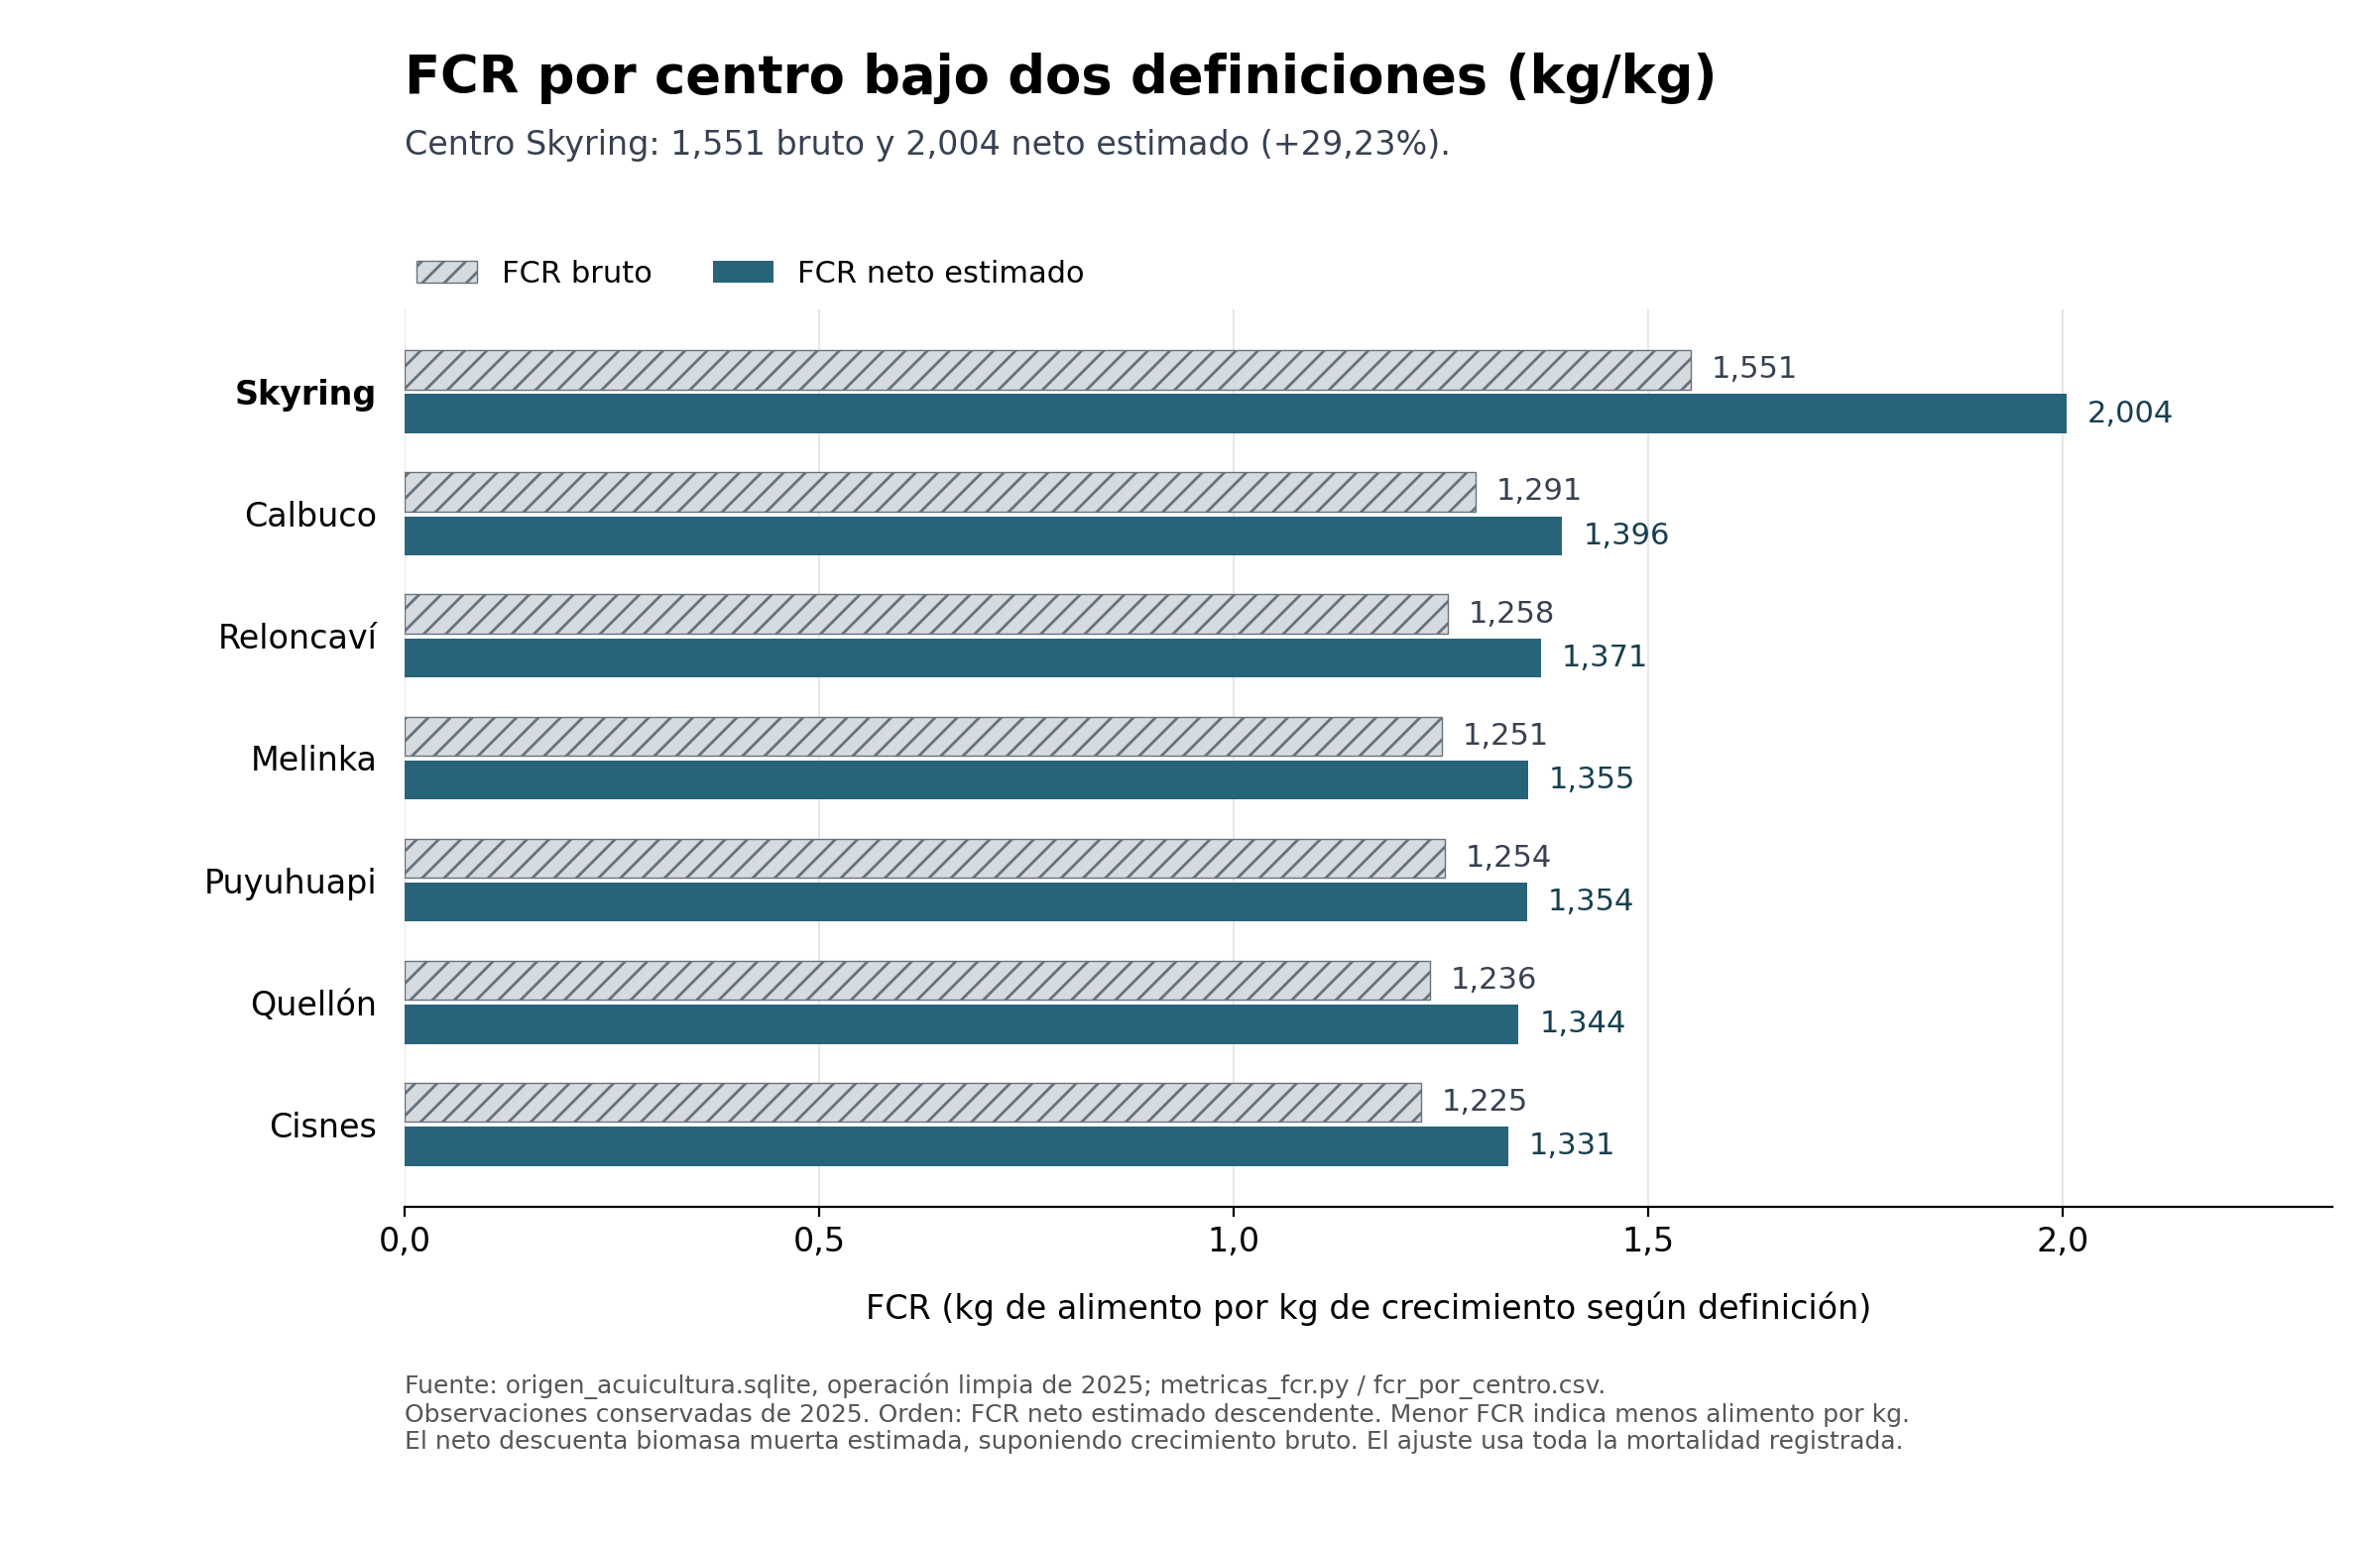 FCR por centro bajo dos definiciones (kg/kg)
Centro Skyring: 1,551 bruto y 2,004 neto estimado (+29,23%).
FCR bruto
FCR neto estimado
Skyring
1,551
2,004
Calbuco
1,291
1,396
Reloncaví
1,258
1,371
Melinka
1,251
1,355
Puyuhuapi
1,254
1,354
Quellón
1,236
1,344
Cisnes
1,225
1,331
0,0
0,5
1,0
1,5
2,0
FCR (kg de alimento por kg de crecimiento según definición)
Fuente: origen_acuicultura.sqlite, operación limpia de 2025; metricas_fcr.py / fcr_por_centro.csv.
Observaciones conservadas de 2025. Orden: FCR neto estimado descendente. Menor FCR indica menos alimento por kg.
El neto descuenta biomasa muerta estimada, suponiendo crecimiento bruto. El ajuste usa toda la mortalidad registrada.